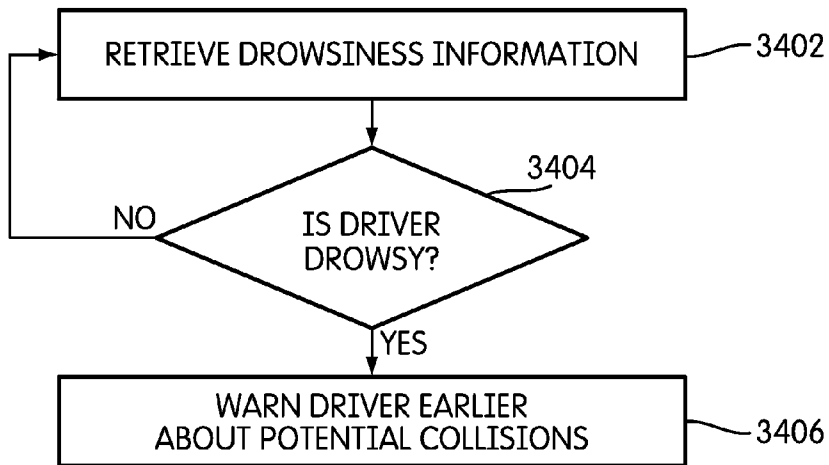 RETRIEVE DROWSINESS INFORMATION
3402
3404
NO
IS DRIVER
DROWSY?
YES
WARN DRIVER EARLIER
ABOUT POTENTIAL COLLISIONS
3406